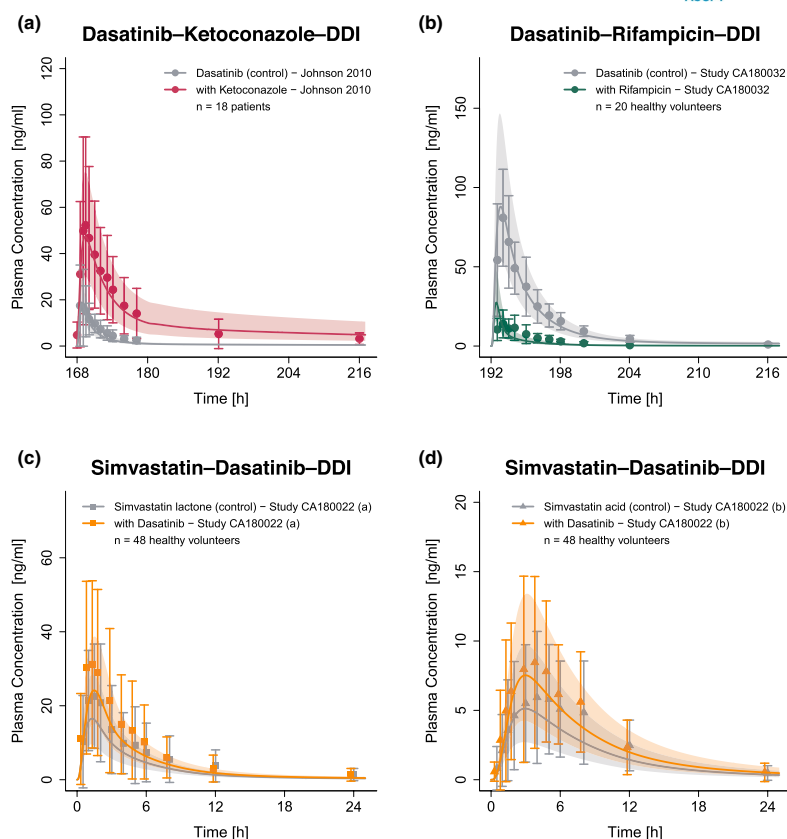 (a)
Dasatinib–Ketoconazole–DDI
Dasatinib (control) – Johnson 2010
with Ketoconazole – Johnson 2010
n = 18 patients
Plasma Concentration [ng/ml]
120
100
80
60
40
20
0
168 180 192 204 216
Time [h]
(b)
Dasatinib–Rifampicin–DDI
Dasatinib (control) – Study CA180032
with Rifampicin – Study CA180032
n = 20 healthy volunteers
Plasma Concentration [ng/ml]
150
100
50
0
192 198 204 210 216
Time [h]
(c)
Simvastatin–Dasatinib–DDI
Simvastatin lactone (control) – Study CA180022 (a)
with Dasatinib – Study CA180022 (a)
n = 48 healthy volunteers
Plasma Concentration [ng/ml]
60
40
20
0
0 6 12 18 24
Time [h]
(d)
Simvastatin–Dasatinib–DDI
Simvastatin acid (control) – Study CA180022 (b)
with Dasatinib – Study CA180022 (b)
n = 48 healthy volunteers
Plasma Concentration [ng/ml]
20
15
10
5
0
0 6 12 18 24
Time [h]